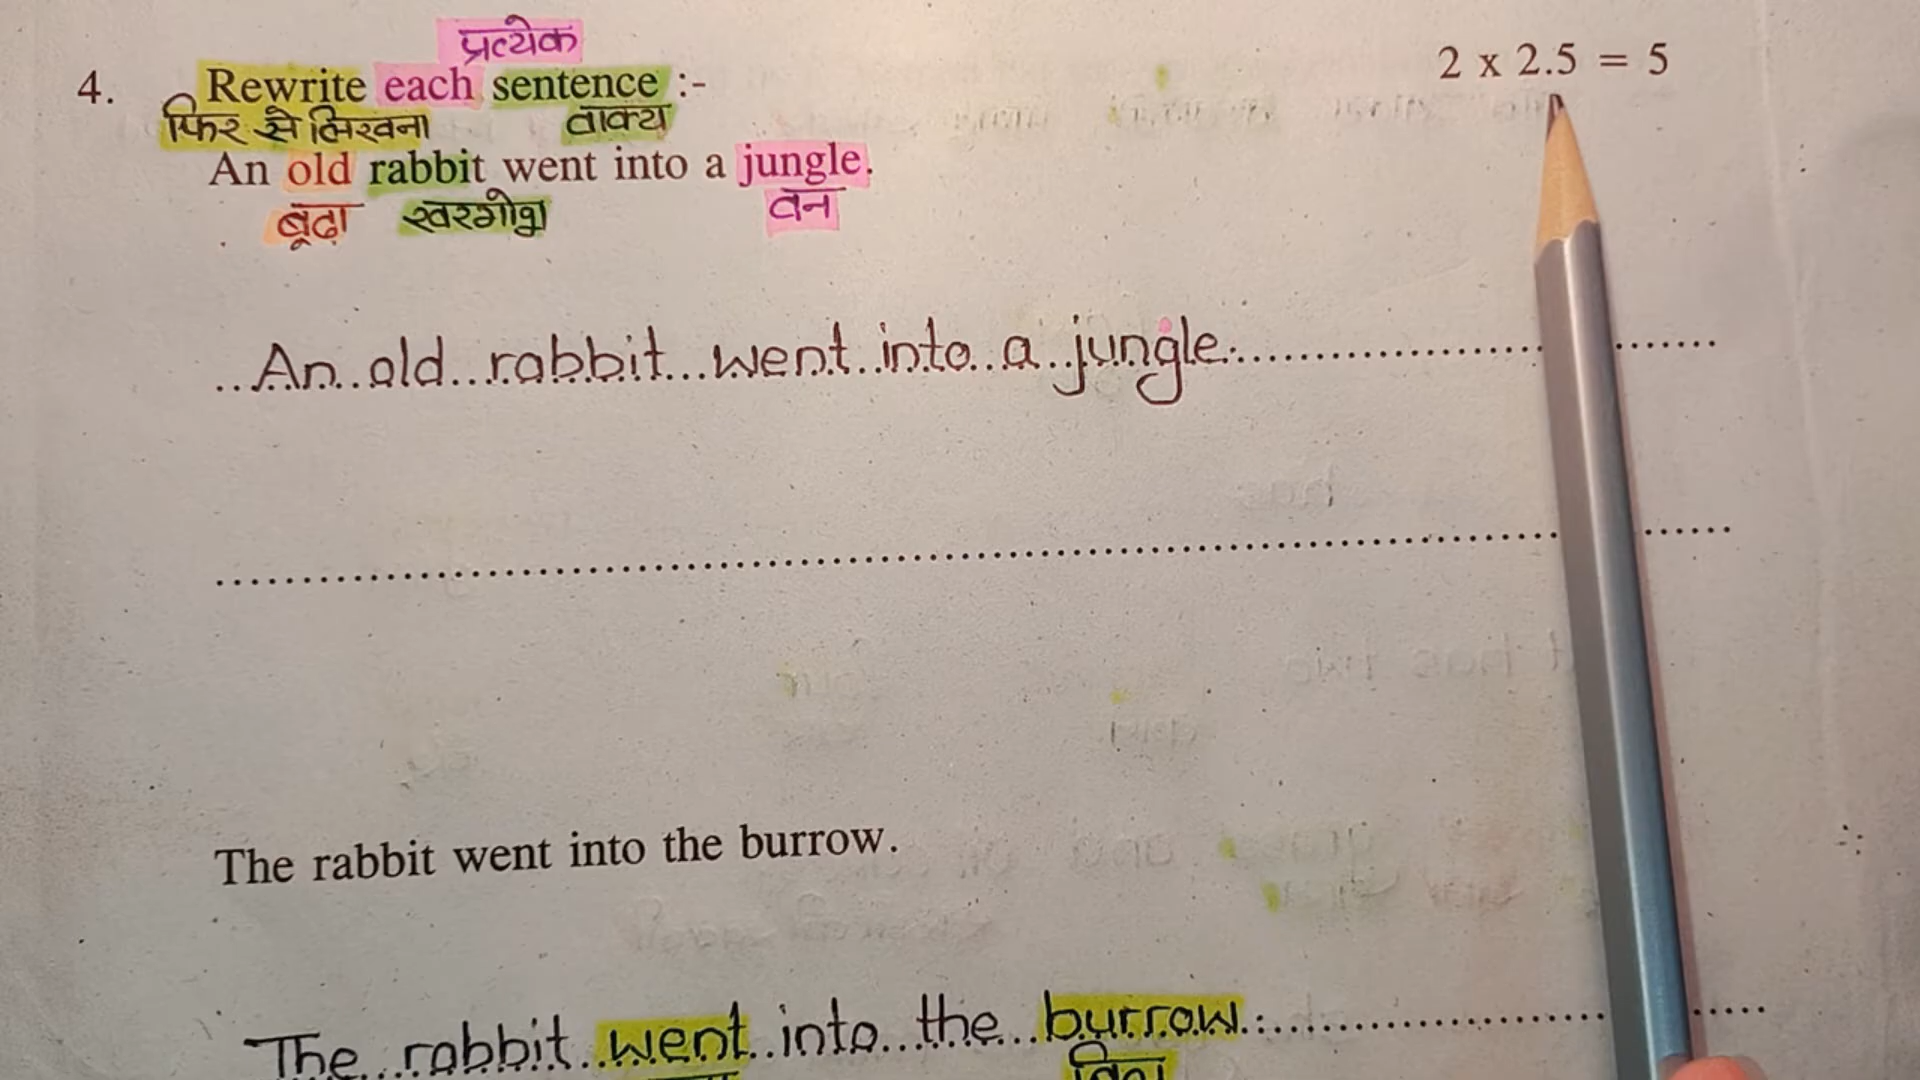 प्रत्येक
4. Rewrite each sentence :- 2 x 2.5 = 5
फिर से लिखना वाक्य
An old rabbit went into a jungle.
बूढ़ा खरगोश वन
An old rabbit went into a jungle.
The rabbit went into the burrow.
The rabbit went into the burrow.